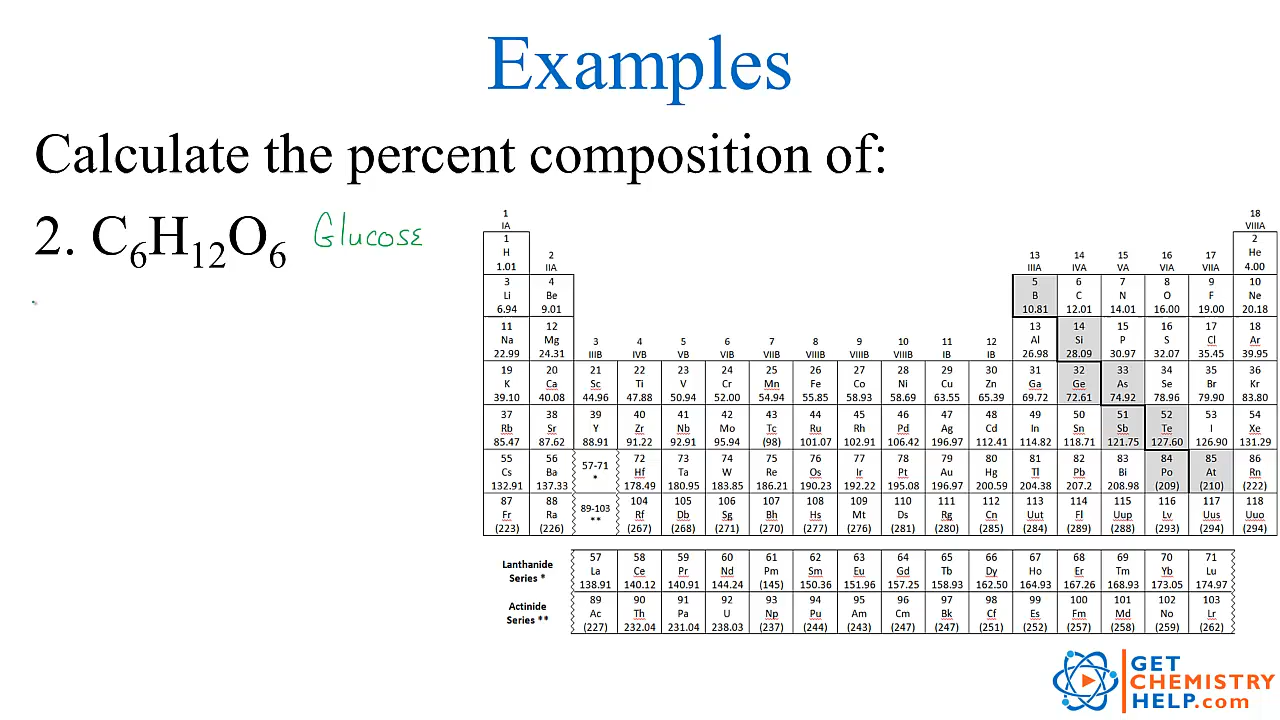 Examples
Calculate the percent composition of:
2. C6H12O6 Glucose
1 18
IA VIIIA
1 2
H 2 13 14 15 16 17 He
1.01 IIA IIIA IVA VA VIA VIIA 4.00
3 4 5 6 7 8 9 10
Li Be B C N O F Ne
6.94 9.01 10.81 12.01 14.01 16.00 19.00 20.18
11 12 13 14 15 16 17 18
Na Mg 3 4 5 6 7 8 9 10 11 12 Al Si P S Cl Ar
22.99 24.31 IIIB IVB VB VIB VIIB VIIIB VIIIB VIIIB IB IB 26.98 28.09 30.97 32.07 35.45 39.95
19 20 21 22 23 24 25 26 27 28 29 30 31 32 33 34 35 36
K Ca Sc Ti V Cr Mn Fe Co Ni Cu Zn Ga Ge As Se Br Kr
39.10 40.08 44.96 47.88 50.94 52.00 54.94 55.85 58.93 58.69 63.55 65.39 69.72 72.61 74.92 78.96 79.90 83.80
37 38 39 40 41 42 43 44 45 46 47 48 49 50 51 52 53 54
Rb Sr Y Zr Nb Mo Tc Ru Rh Pd Ag Cd In Sn Sb Te I Xe
85.47 87.62 88.91 91.22 92.91 95.94 (98) 101.07 102.91 106.42 196.97 112.41 114.82 118.71 121.75 127.60 126.90 131.29
55 56 57-71 72 73 74 75 76 77 78 79 80 81 82 83 84 85 86
Cs Ba * Hf Ta W Re Os Ir Pt Au Hg Tl Pb Bi Po At Rn
132.91 137.33 178.49 180.95 183.85 186.21 190.23 192.22 195.08 196.97 200.59 204.38 207.2 208.98 (209) (210) (222)
87 88 89-103 104 105 106 107 108 109 110 111 112 113 114 115 116 117 118
Fr Ra ** Rf Db Sg Bh Hs Mt Ds Rg Cn Uut Fl Uup Lv Uus Uuo
(223) (226) (267) (268) (271) (270) (277) (276) (281) (280) (285) (284) (289) (288) (293) (294) (294)
57 58 59 60 61 62 63 64 65 66 67 68 69 70 71
Lanthanide Series * La Ce Pr Nd Pm Sm Eu Gd Tb Dy Ho Er Tm Yb Lu
138.91 140.12 140.91 144.24 (145) 150.36 151.96 157.25 158.93 162.50 164.93 167.26 168.93 173.05 174.97
89 90 91 92 93 94 95 96 97 98 99 100 101 102 103
Actinide Series ** Ac Th Pa U Np Pu Am Cm Bk Cf Es Fm Md No Lr
(227) 232.04 231.04 238.03 (237) (244) (243) (247) (247) (251) (252) (257) (258) (259) (262)
GET
CHEMISTRY
HELP.com